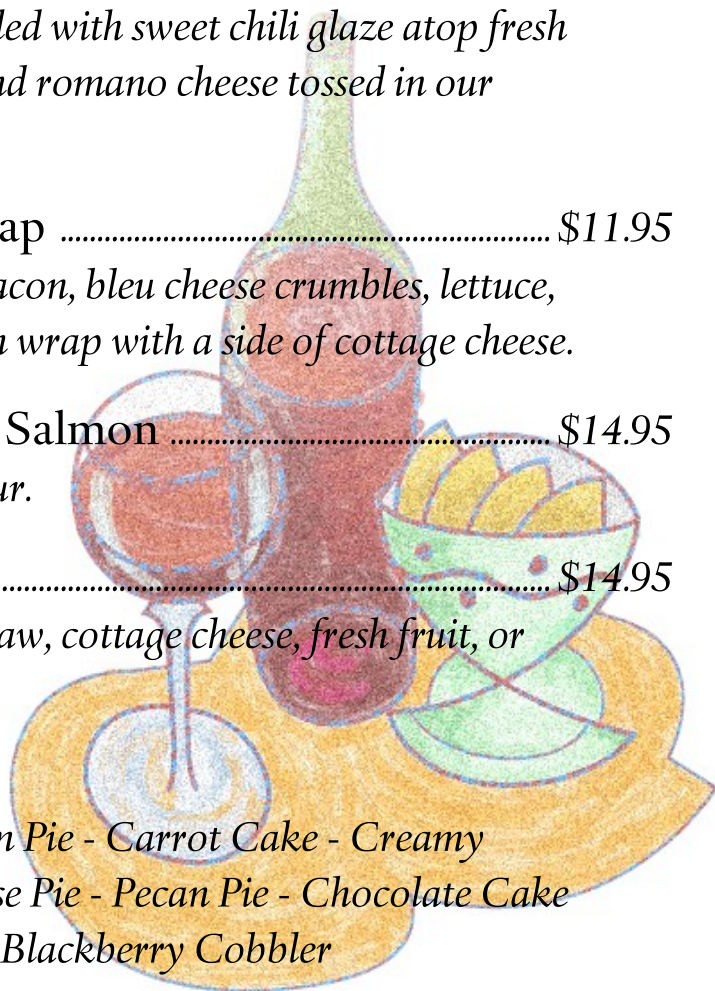 led with sweet chili glaze atop fresh
nd romano cheese tossed in our
ap ........ $11.95
acon, bleu cheese crumbles, lettuce,
n wrap with a side of cottage cheese.
Salmon ........ $14.95
ur.
........ $14.95
aw, cottage cheese, fresh fruit, or
n Pie - Carrot Cake - Creamy
se Pie - Pecan Pie - Chocolate Cake
Blackberry Cobbler